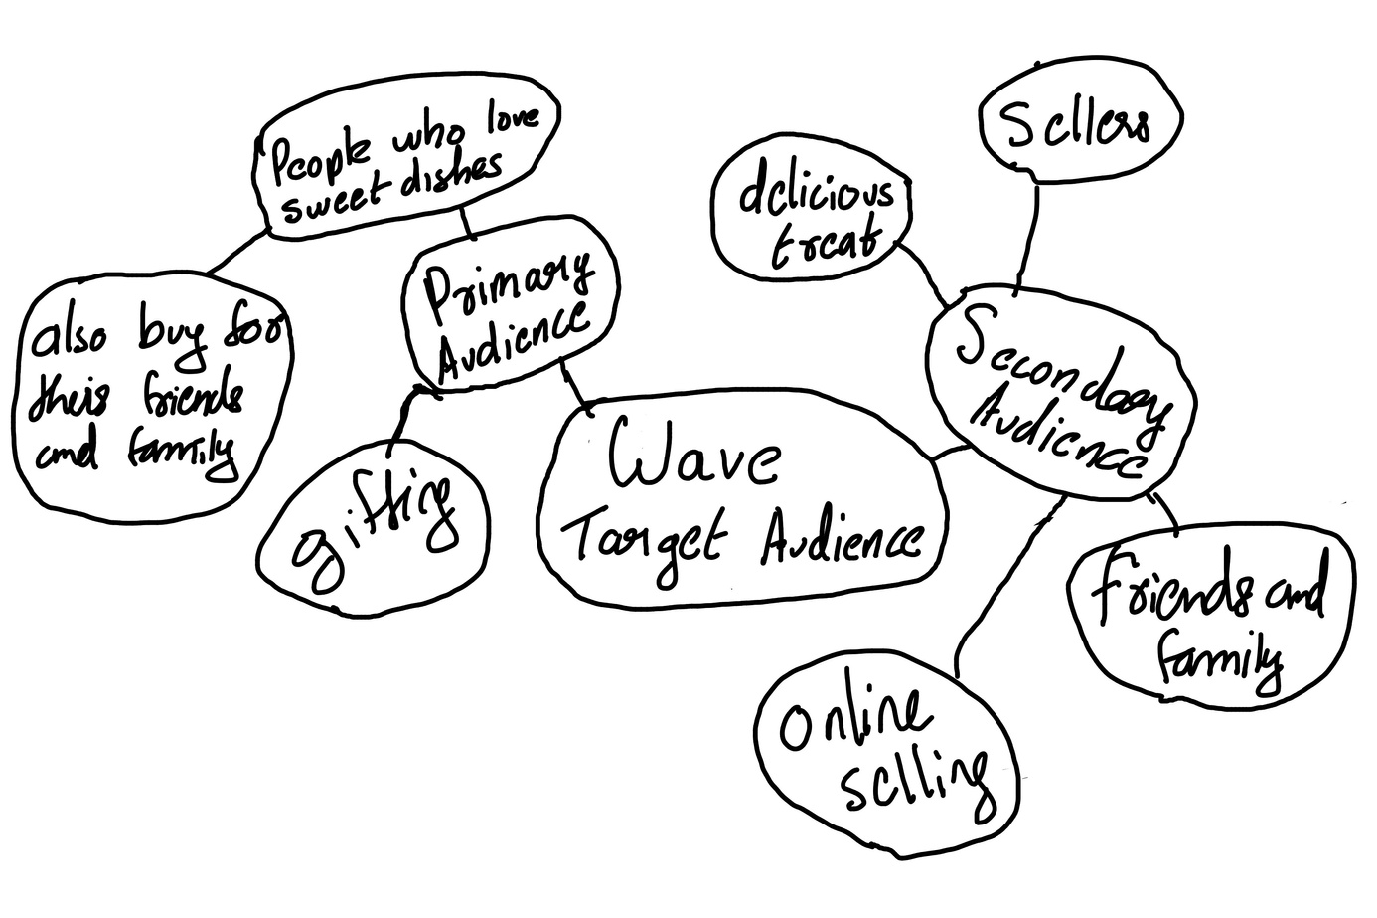 People who love
sweet dishes
also buy for
their friends
and family
Primary
Audience
gifting
Wave
Target Audience
delicious
treat
Sellers
Secondary
Audience
Friends and
family
Online
selling